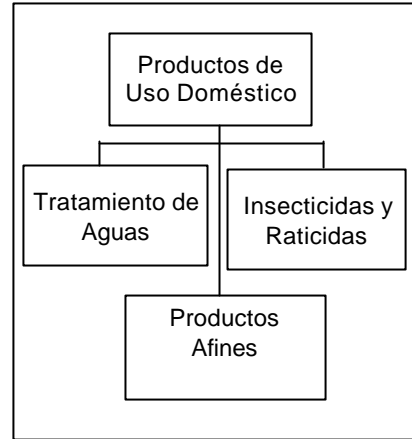 Productos de
Uso Doméstico
Tratamiento de
Aguas
Insecticidas y
Raticidas
Productos
Afines